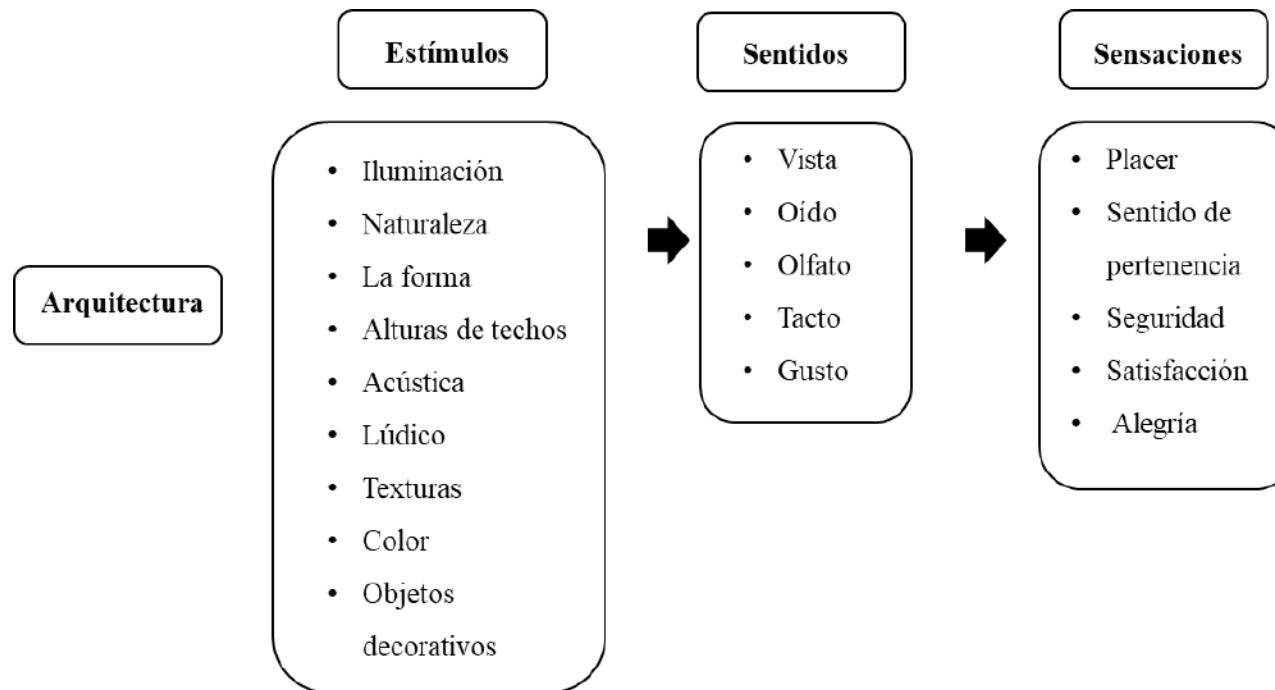 Estímulos
Sentidos
Sensaciones
Arquitectura
• Iluminación
• Naturaleza
• La forma
• Alturas de techos
• Acústica
• Lúdico
• Texturas
• Color
• Objetos
decorativos
• Vista
• Oído
• Olfato
• Tacto
• Gusto
• Placer
• Sentido de
pertenencia
• Seguridad
• Satisfacción
• Alegría